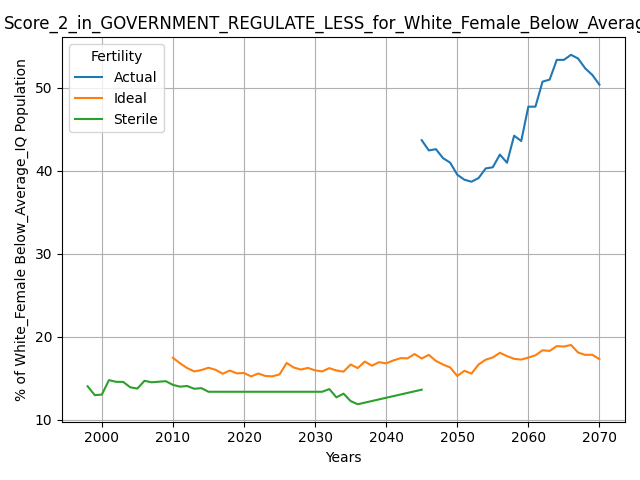 Score_2_in_GOVERNMENT_REGULATE_LESS_for_White_Female_Below_Averag
Fertility
Actual
Ideal
Sterile
% of White_Female Below_Average_IQ Population
50
40
30
20
10
2000 2010 2020 2030 2040 2050 2060 2070
Years